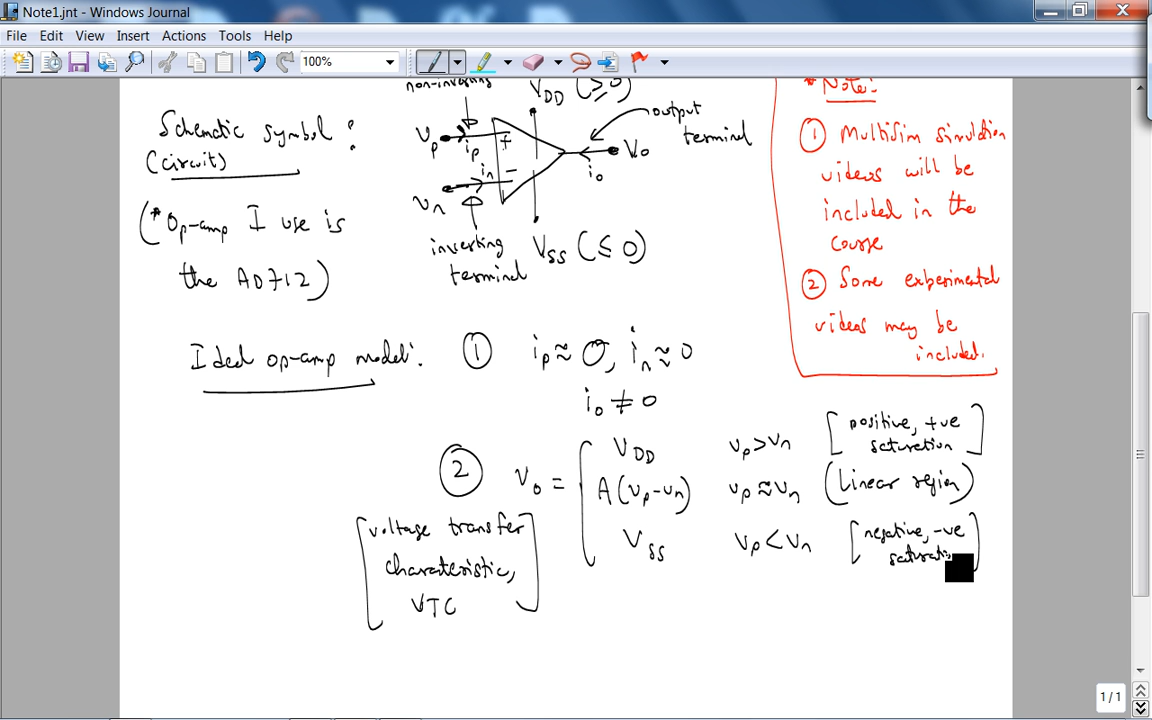 Note1.jnt - Windows Journal
File Edit View Insert Actions Tools Help
100%
non-inverting
VDD (≥0)
output
terminal
Schematic symbol:
(circuit)
Vp
ip
+
Vo
io
in
-
Vn
inverting
terminal
VSS (≤ 0)
(*Op-amp I use is
the AD712)
* Note:
① Multisim simulation
videos will be
included in the
course
② Some experimental
videos may be
included.
Ideal op-amp model: ① ip≈0, in≈0
io ≠ 0
② vo = VDD vp>vn [positive, +ve saturation]
A(vp-vn) vp≈vn (linear region)
VSS vp<vn [negative, -ve
[voltage transfer
charateristic,
VTC]
1 / 1